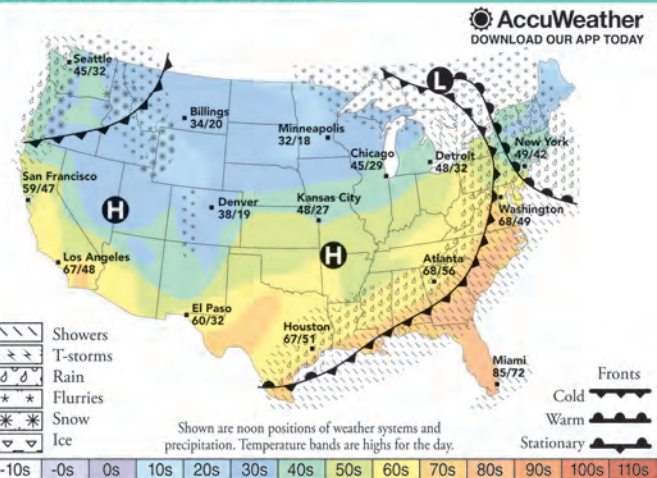 AccuWeather
DOWNLOAD OUR APP TODAY
Seattle
45/32
Billings
34/20
Minneapolis
32/18
L
Chicago
45/29
Detroit
48/32
New York
49/42
San Francisco
59/47
H
Denver
38/19
Kansas City
48/27
Washington
68/49
H
Los Angeles
67/48
Atlanta
68/56
El Paso
60/32
Houston
67/51
Miami
85/72
Showers
T-storms
Rain
Flurries
Snow
Ice
Shown are noon positions of weather systems and
precipitation. Temperature bands are highs for the day.
Fronts
Cold
Warm
Stationary
-10s -0s 0s 10s 20s 30s 40s 50s 60s 70s 80s 90s 100s 110s